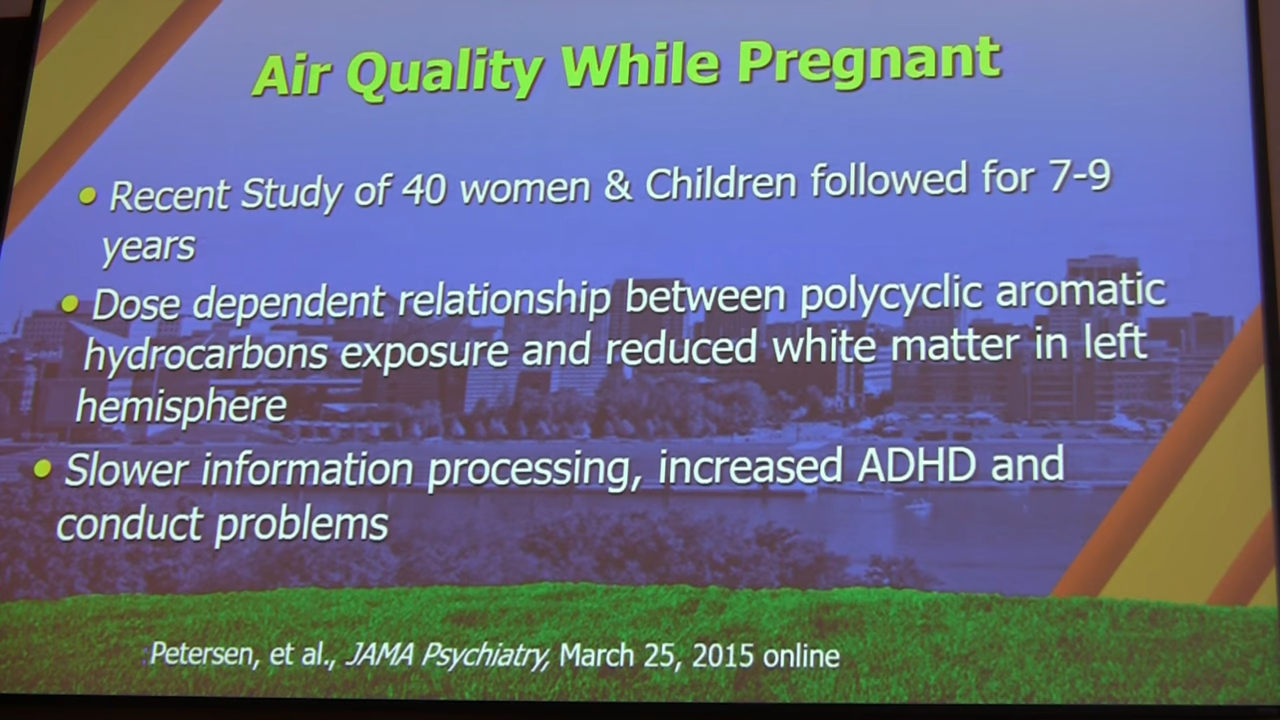 Air Quality While Pregnant
• Recent Study of 40 women & Children followed for 7-9
years
• Dose dependent relationship between polycyclic aromatic
hydrocarbons exposure and reduced white matter in left
hemisphere
• Slower information processing, increased ADHD and
conduct problems
Petersen, et al., JAMA Psychiatry, March 25, 2015 online